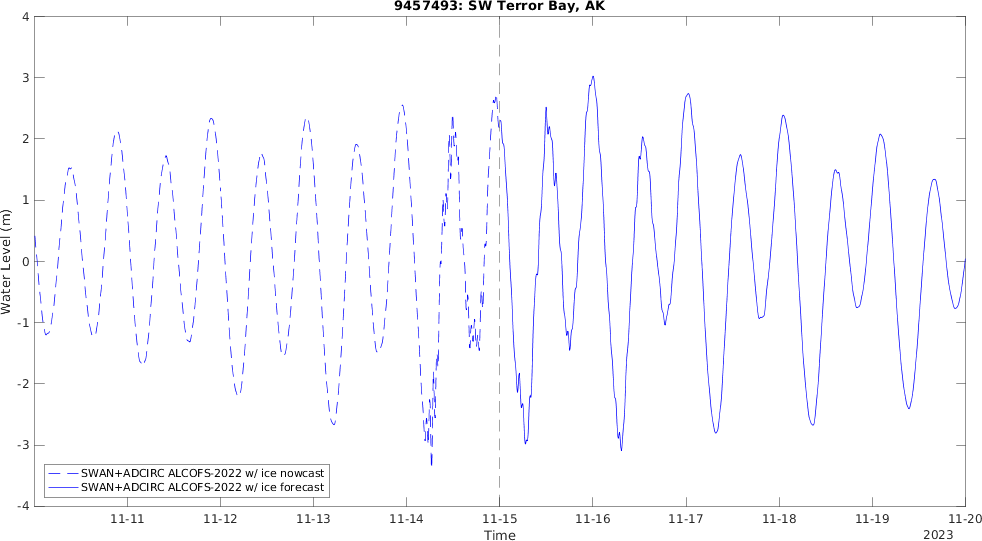 9457493: SW Terror Bay, AK
4
3
2
1
0
-1
-2
-3
-4
Water Level (m)
SWAN+ADCIRC ALCOFS-2022 w/ ice nowcast
SWAN+ADCIRC ALCOFS-2022 w/ ice forecast
11-11 11-12 11-13 11-14 11-15 11-16 11-17 11-18 11-19 11-20
Time
2023